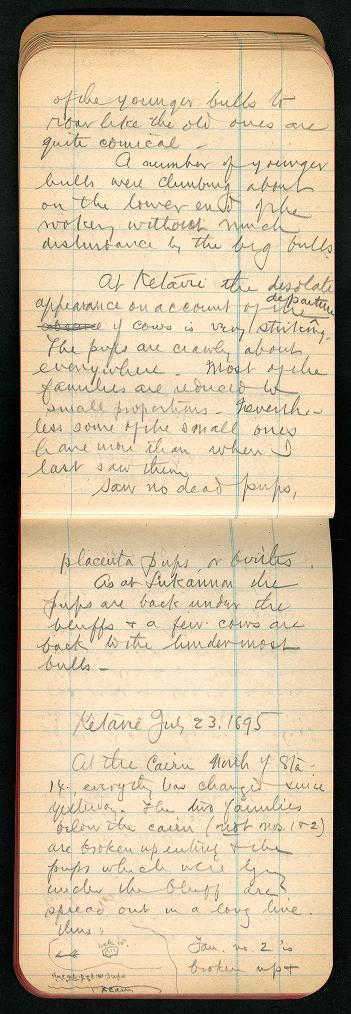 of the younger bulls to
roar like the old ones are
quite comical -
A number of younger
bulls were climbing about
on the lower end of the
rookery without much
disturbance by the big bulls.
At Ketavie the desolate
appearance on account of the departure
of cows is very striking.
The pups are crawling about
everywhere. Most of the
families are reduced to
small proportions. Neverthe-
less some of the small ones
have more than when I
last saw them
Saw no dead pups,
placenta pups, or
As at Lukannon the
pups are back under the
bluffs & a few cows are
back to the hindermost
bulls -
Ketavie July 23, 1895
At the Cairn North of Sta.
14, everything has changed since
yesterday. The two families
below the cairn (not nos. 1 & 2)
are broken up entirely & the
pups which were lying
under the bluff are
spread out in a long line.
thus:
Fam. no. 2 is
broken up &